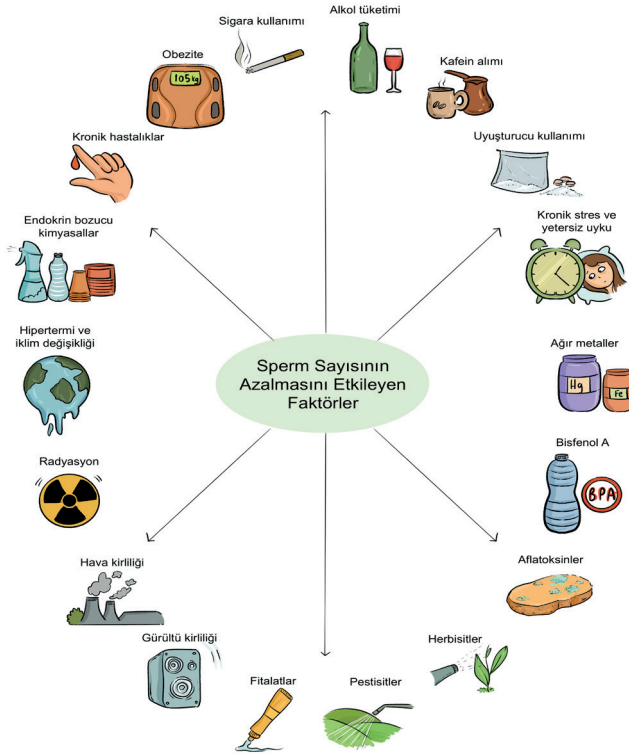 Alkol tüketimi
Sigara kullanımı
Kafein alımı
Obezite
105kg
Uyuşturucu kullanımı
Kronik hastalıklar
Kronik stres ve
yetersiz uyku
Endokrin bozucu
kimyasallar
Hipertermi ve
iklim değişikliği
Ağır metaller
Hg
Fe
Sperm Sayısının
Azalmasını Etkileyen
Faktörler
Bisfenol A
BPA
Radyasyon
Aflatoksinler
Hava kirliliği
Herbisitler
Gürültü kirliliği
Fitalatlar
Pestisitler